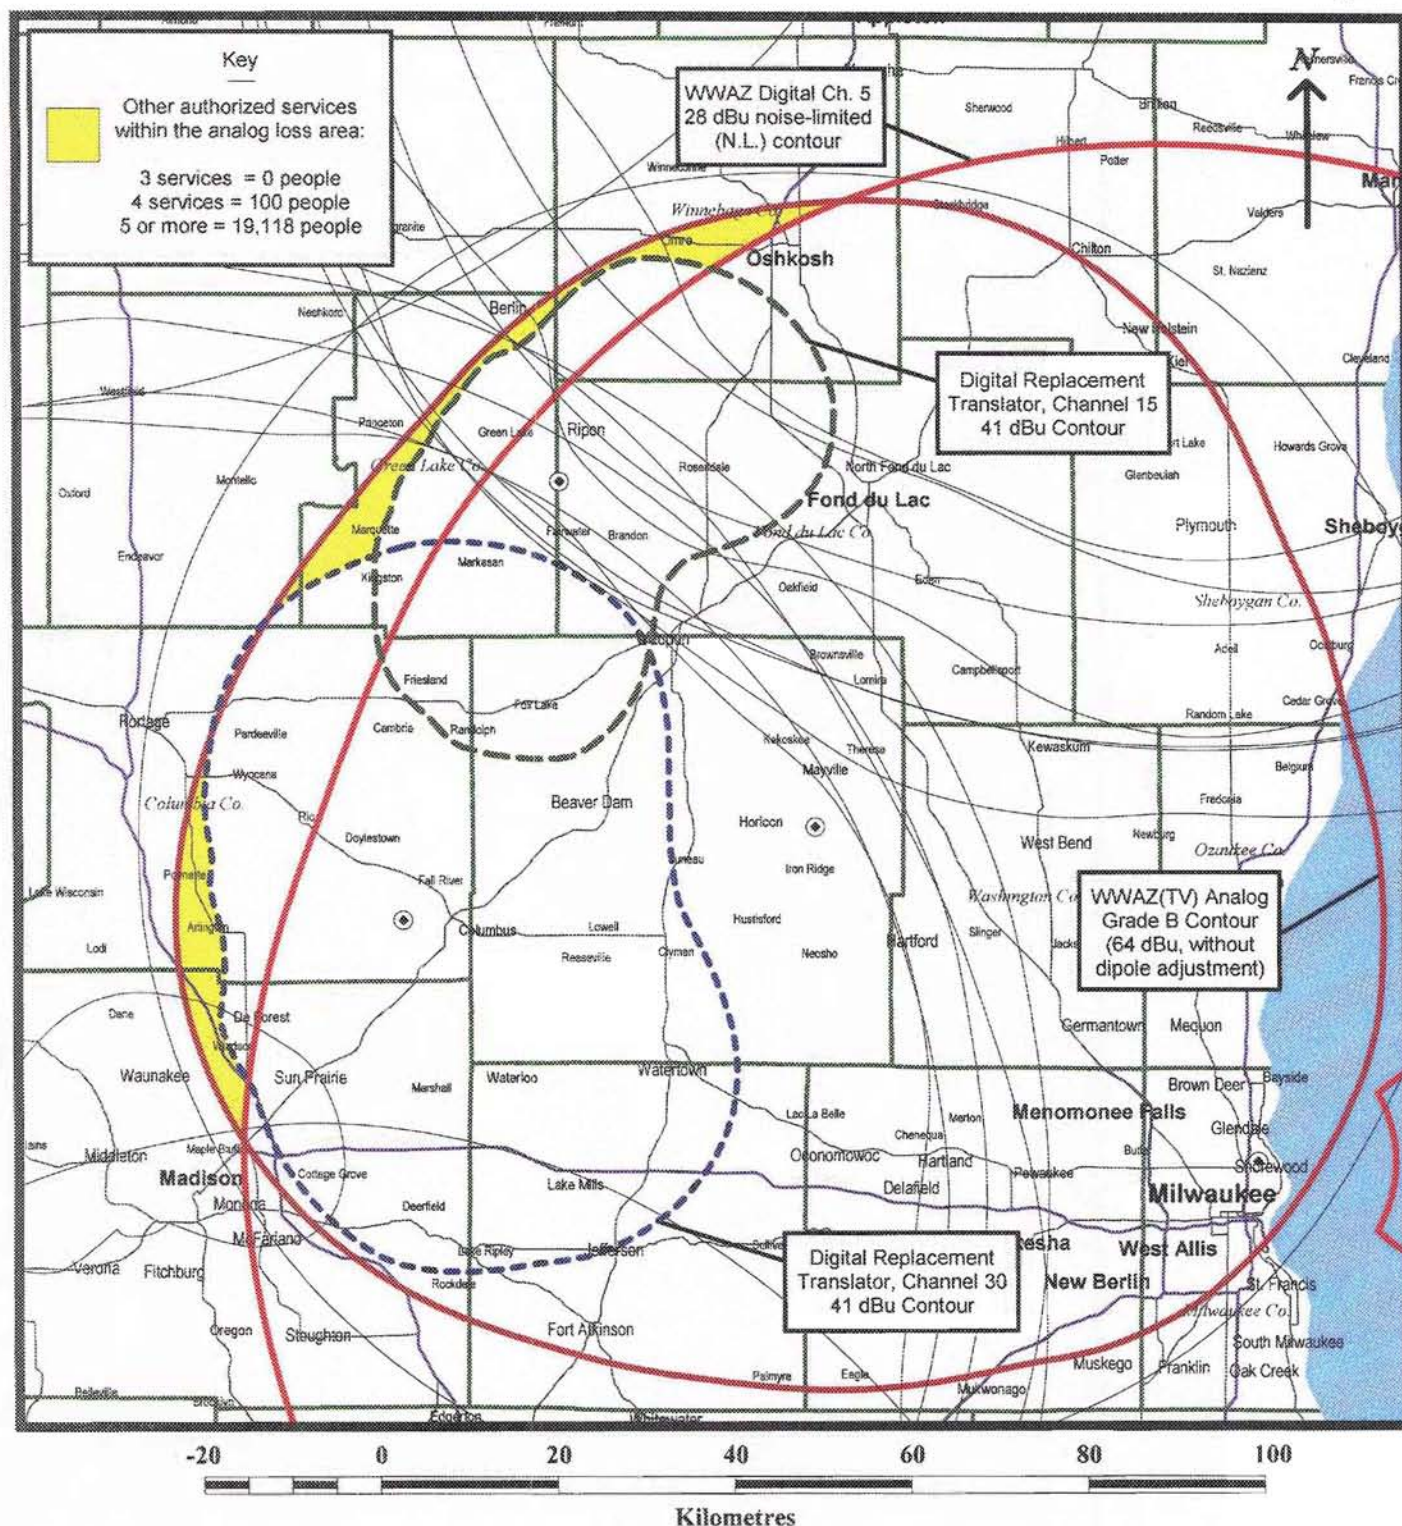 Key
Other authorized services
within the analog loss area:
3 services = 0 people
4 services = 100 people
5 or more = 19,118 people
WWAZ Digital Ch. 5
28 dBu noise-limited
(N.L.) contour
N
Sherwood
Brillion
Reedsville
Hilbert
Potter
Winneconne
Winnebago Co.
Stockbridge
Valders
Omro
Oshkosh
Chilton
St. Nazienz
Berlin
Neshkoro
New Holstein
Kiel
Cleveland
Digital Replacement
Translator, Channel 15
41 dBu Contour
Westfield
Princeton
Green Lake
Ripon
Green Lake Co.
Rosendale
North Fond du Lac
Glenbeulah
Howards Grove
Oxford
Montello
Fond du Lac
Plymouth
Marquette
Fairwater
Brandon
Fond du Lac Co.
Endeavor
Kingston
Markesan
Oakfield
Eden
Sheboygan Co.
Waupun
Brownsville
Campbellsport
Adell
Oostburg
Friesland
Lomira
Fox Lake
Cedar Grove
Random Lake
Portage
Pardeeville
Cambria
Randolph
Kekoskee
Theresa
Kewaskum
Wyocena
Mayville
Belgium
Columbia Co.
Beaver Dam
Fredonia
Rio
Doylestown
Horicon
West Bend
Newburg
Ozaukee Co.
Juneau
Iron Ridge
Poynette
Lake Wisconsin
Fall River
Washington Co.
WWAZ(TV) Analog
Grade B Contour
(64 dBu, without
dipole adjustment)
Arlington
Columbus
Lowell
Hustisford
Hartford
Slinger
Lodi
Reeseville
Clyman
Neosho
Dane
De Forest
Windsor
Germantown
Mequon
Waunakee
Sun Prairie
Marshall
Waterloo
Watertown
Brown Deer
Bayside
Lac La Belle
Merton
Menomonee Falls
Glendale
Middleton
Maple Bluff
Chenequa
Oconomowoc
Hartland
Pewaukee
Shorewood
Madison
Cottage Grove
Lake Mills
Delafield
Milwaukee
Monona
Deerfield
McFarland
Lake Ripley
Jefferson
Digital Replacement
Translator, Channel 30
41 dBu Contour
West Allis
Verona
Fitchburg
Rockdale
New Berlin
St. Francis
Milwaukee Co.
Oregon
Stoughton
Fort Atkinson
South Milwaukee
Muskego
Franklin
Oak Creek
Palmyra
Eagle
Mukwonago
Belleville
Brooklyn
Edgerton
Whitewater
-20 0 20 40 60 80 100
Kilometres